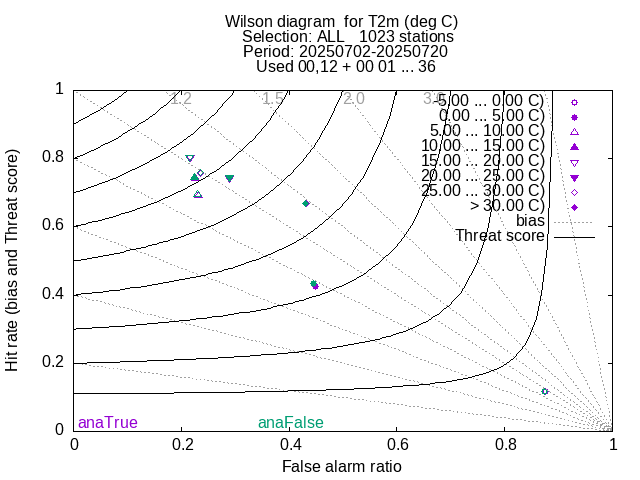 Wilson diagram for T2m (deg C)
Selection: ALL 1023 stations
Period: 20250702-20250720
Used 00,12 + 00 01 ... 36
1.2 1.5 2.0
-5.00 ... 0.00 C)
0.00 ... 5.00 C)
5.00 ... 10.00 C)
10.00 ... 15.00 C)
15.00 ... 20.00 C)
20.00 ... 25.00 C)
25.00 ... 30.00 C)
> 30.00 C)
bias
Threat score
Hit rate (bias and Threat score)
1
0.8
0.6
0.4
0.2
0
anaTrue anaFalse
0 0.2 0.4 0.6 0.8 1
False alarm ratio